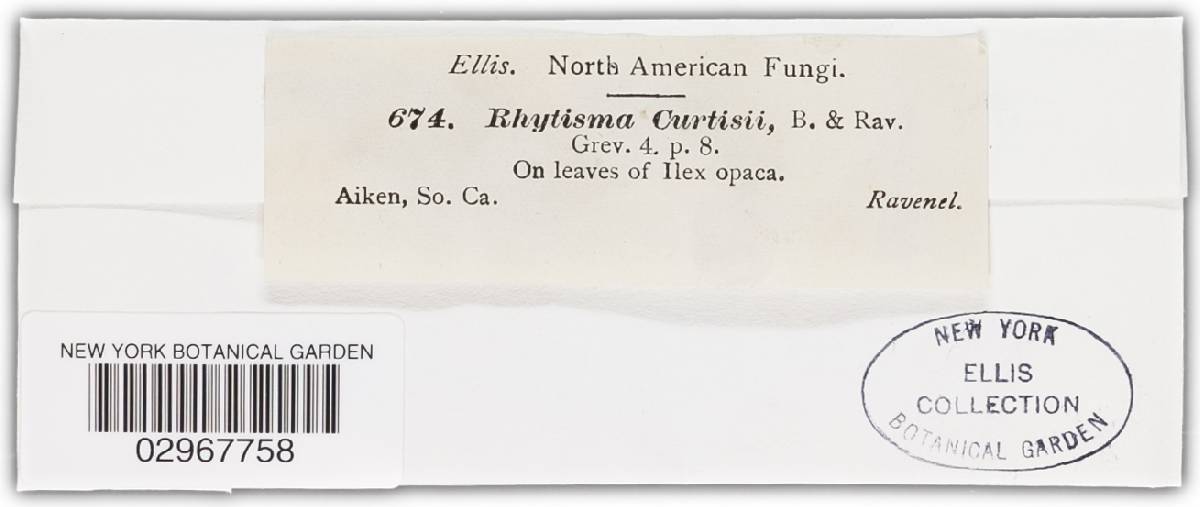 Ellis. North American Fungi.
674. Rhytisma Curtisii, B. & Rav.
Grev. 4. p. 8.
On leaves of Ilex opaca.
Aiken, So. Ca. Ravenel.
NEW YORK BOTANICAL GARDEN
02967758
NEW YORK
ELLIS
COLLECTION
BOTANICAL GARDEN